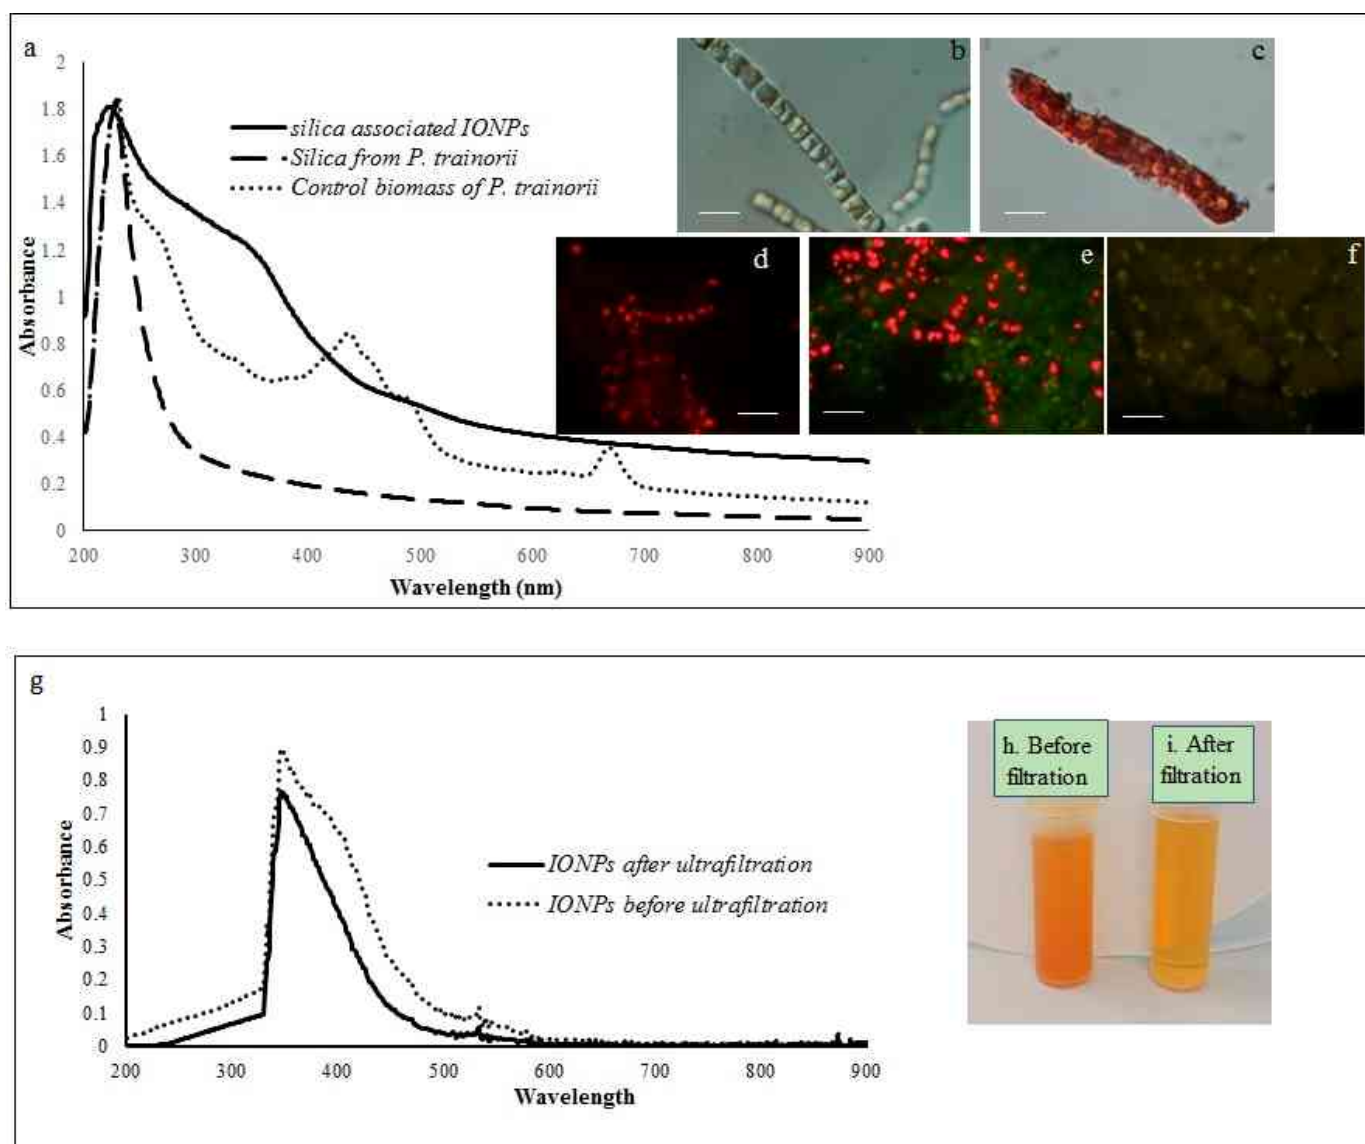 a
2
1.8
1.6
1.4
1.2
1
0.8
0.6
0.4
0.2
0
Absorbance
200 300 400 500 600 700 800 900
Wavelength (nm)
silica associated IONPs
Silica from P. trainorii
Control biomass of P. trainorii
b
c
d
e
f
g
1
0.9
0.8
0.7
0.6
0.5
0.4
0.3
0.2
0.1
0
Absorbance
200 300 400 500 600 700 800 900
Wavelength
IONPs after ultrafiltration
IONPs before ultrafiltration
h. Before
filtration
i. After
filtration